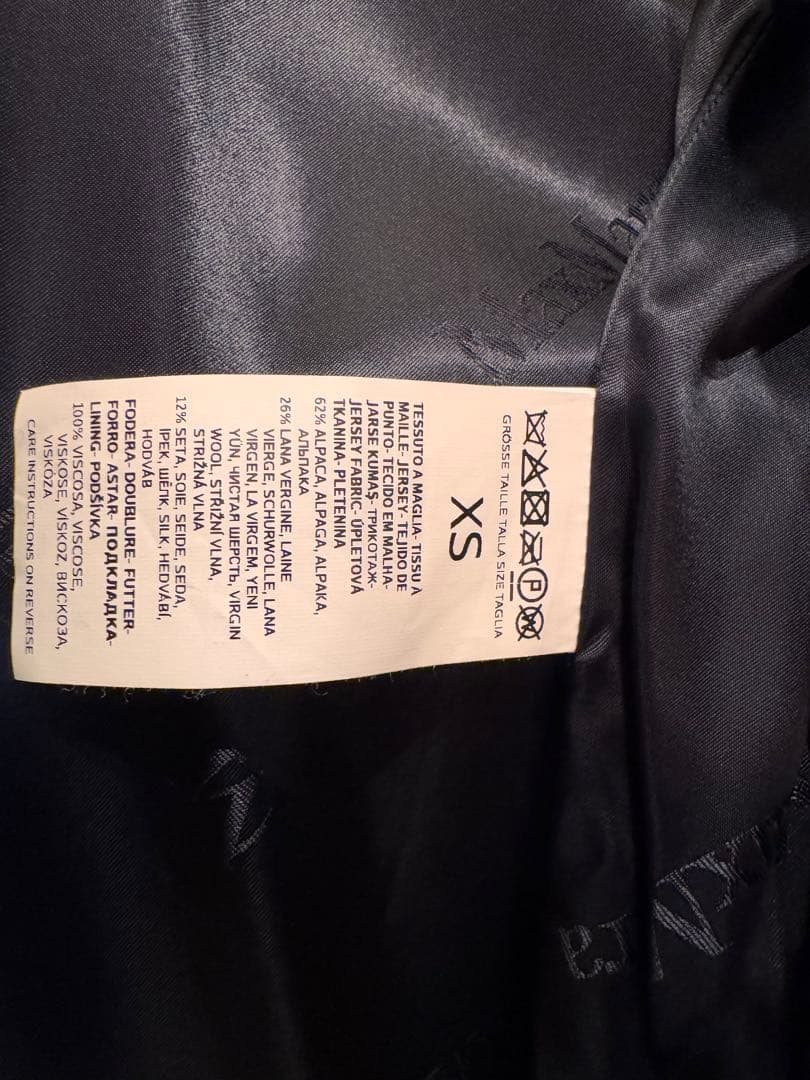 MaxMara
GRÖSSE TAILLE TALLA SIZE TAGLIA
XS
TESSUTO A MAGLIA- TISSU À
MAILLE- JERSEY- TEJIDO DE
PUNTO- TECIDO EM MALHA-
JARSE KUMAŞ- ТРИКОТАЖ-
JERSEY FABRIC- ÚPLETOVÁ
TKANINA- PLETENINA
62% ALPACA, ALPAGA, ALPAKA,
АЛЬПАКА
26% LANA VERGINE, LAINE
VIERGE, SCHURWOLLE, LANA
VIRGEN, LA VIRGEM, YENI
YÜN, ЧИСТАЯ ШЕРСТЬ, VIRGIN
WOOL, STŘIŽNÍ VLNA,
STRIŽNÁ VLNA
12% SETA, SOIE, SEIDE, SEDA,
IPEK, ШЁЛК, SILK, HEDVÁBÍ,
HODVÁB
FODERA- DOUBLURE- FUTTER-
FORRO- ASTAR- ПОДКЛАДКА-
LINING- PODŠÍVKA
100% VISCOSA, VISCOSE,
VISKOSE, VISKOZ, ВИСКОЗА,
VISKÓZA
CARE INSTRUCTIONS ON REVERSE